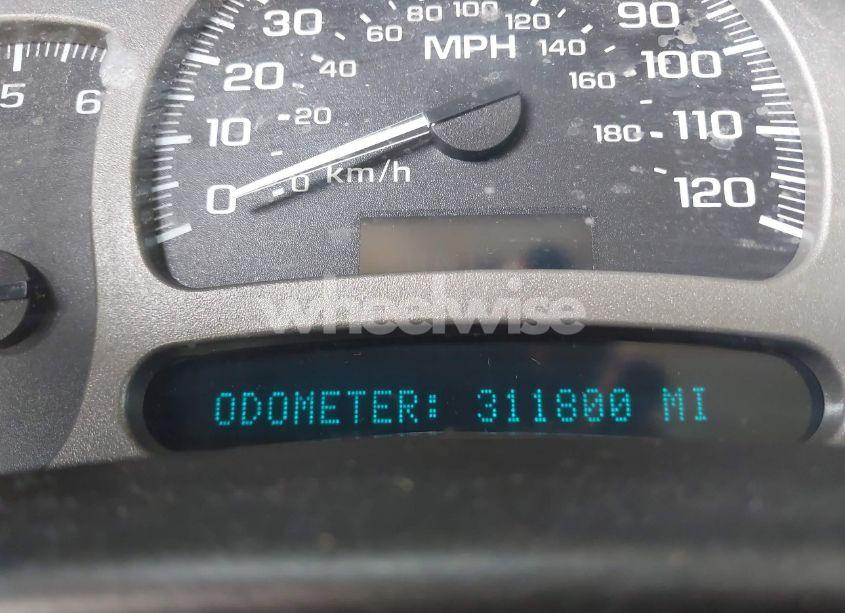 30 60 80 100 120 90
MPH 140
5 6 20 40 160 100
10 20 180 110
0 0 km/h 120
wheelwise
ODOMETER: 311800 MI